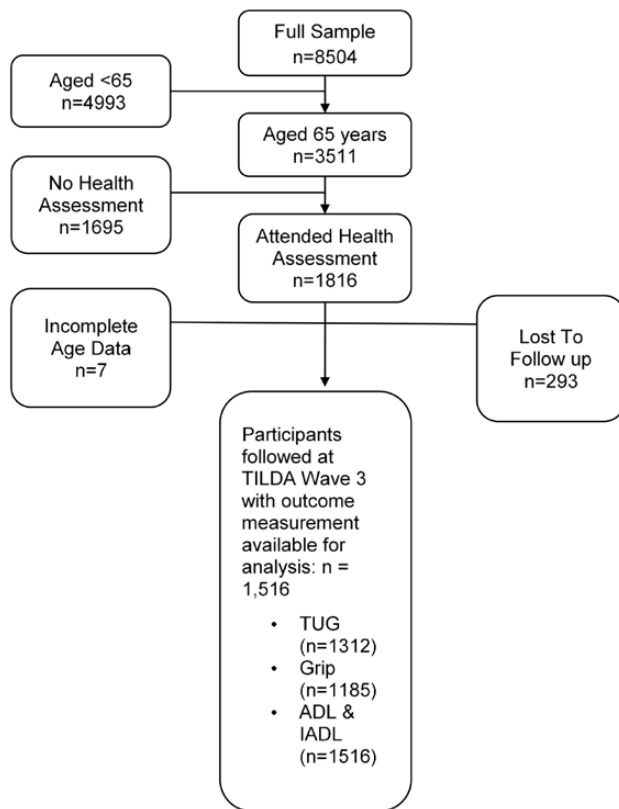 Full Sample
n=8504
Aged <65
n=4993
Aged 65 years
n=3511
No Health
Assessment
n=1695
Attended Health
Assessment
n=1816
Incomplete
Age Data
n=7
Lost To
Follow up
n=293
Participants
followed at
TILDA Wave 3
with outcome
measurement
available for
analysis: n =
1,516
• TUG
(n=1312)
• Grip
(n=1185)
• ADL &
IADL
(n=1516)